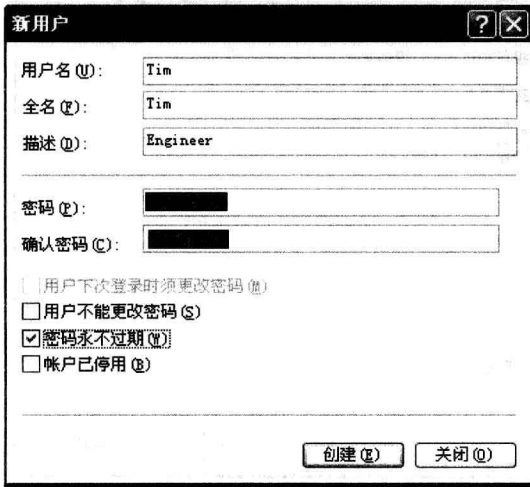 新用户
用户名(U): Tim
全名(F): Tim
描述(D): Engineer
密码(P):
确认密码(C):
用户下次登录时须更改密码(M)
用户不能更改密码(S)
密码永不过期(W)
帐户已停用(B)
创建(E) 关闭(O)